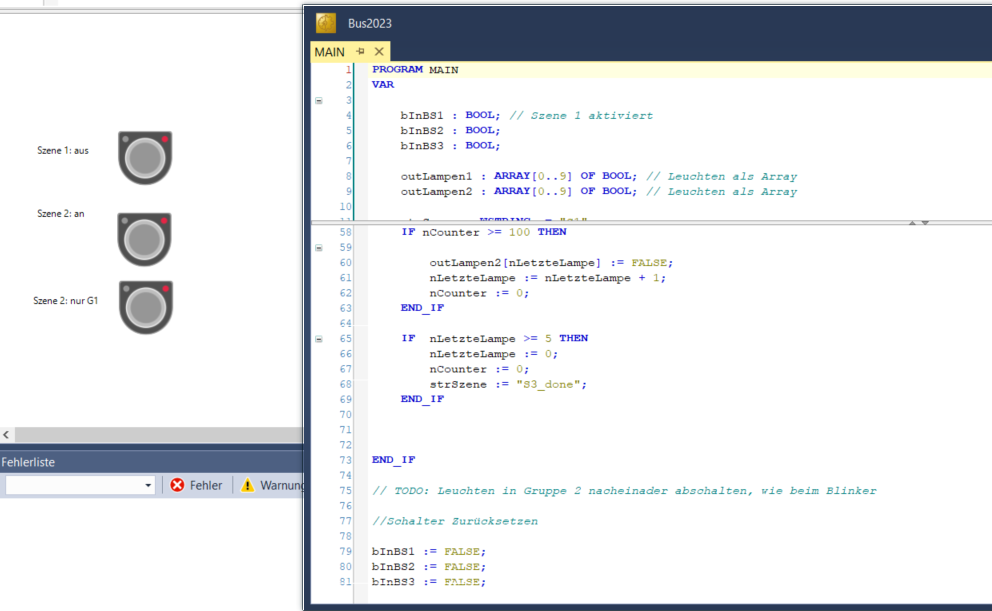 Bus2023
MAIN
Szene 1: aus
Szene 2: an
Szene 2: nur G1
Fehlerliste
Fehler
Warnung
1 PROGRAM MAIN
2 VAR
3
4 bInBS1 : BOOL; // Szene 1 aktiviert
5 bInBS2 : BOOL;
6 bInBS3 : BOOL;
7
8 outLampen1 : ARRAY[0..9] OF BOOL; // Leuchten als Array
9 outLampen2 : ARRAY[0..9] OF BOOL; // Leuchten als Array
10
58 IF nCounter >= 100 THEN
59
60 outLampen2[nLetzteLampe] := FALSE;
61 nLetzteLampe := nLetzteLampe + 1;
62 nCounter := 0;
63 END_IF
64
65 IF nLetzteLampe >= 5 THEN
66 nLetzteLampe := 0;
67 nCounter := 0;
68 strSzene := "S3_done";
69 END_IF
70
71
72
73 END_IF
74
75 // TODO: Leuchten in Gruppe 2 nacheinader abschalten, wie beim Blinker
76
77 //Schalter Zurücksetzen
78
79 bInBS1 := FALSE;
80 bInBS2 := FALSE;
81 bInBS3 := FALSE;